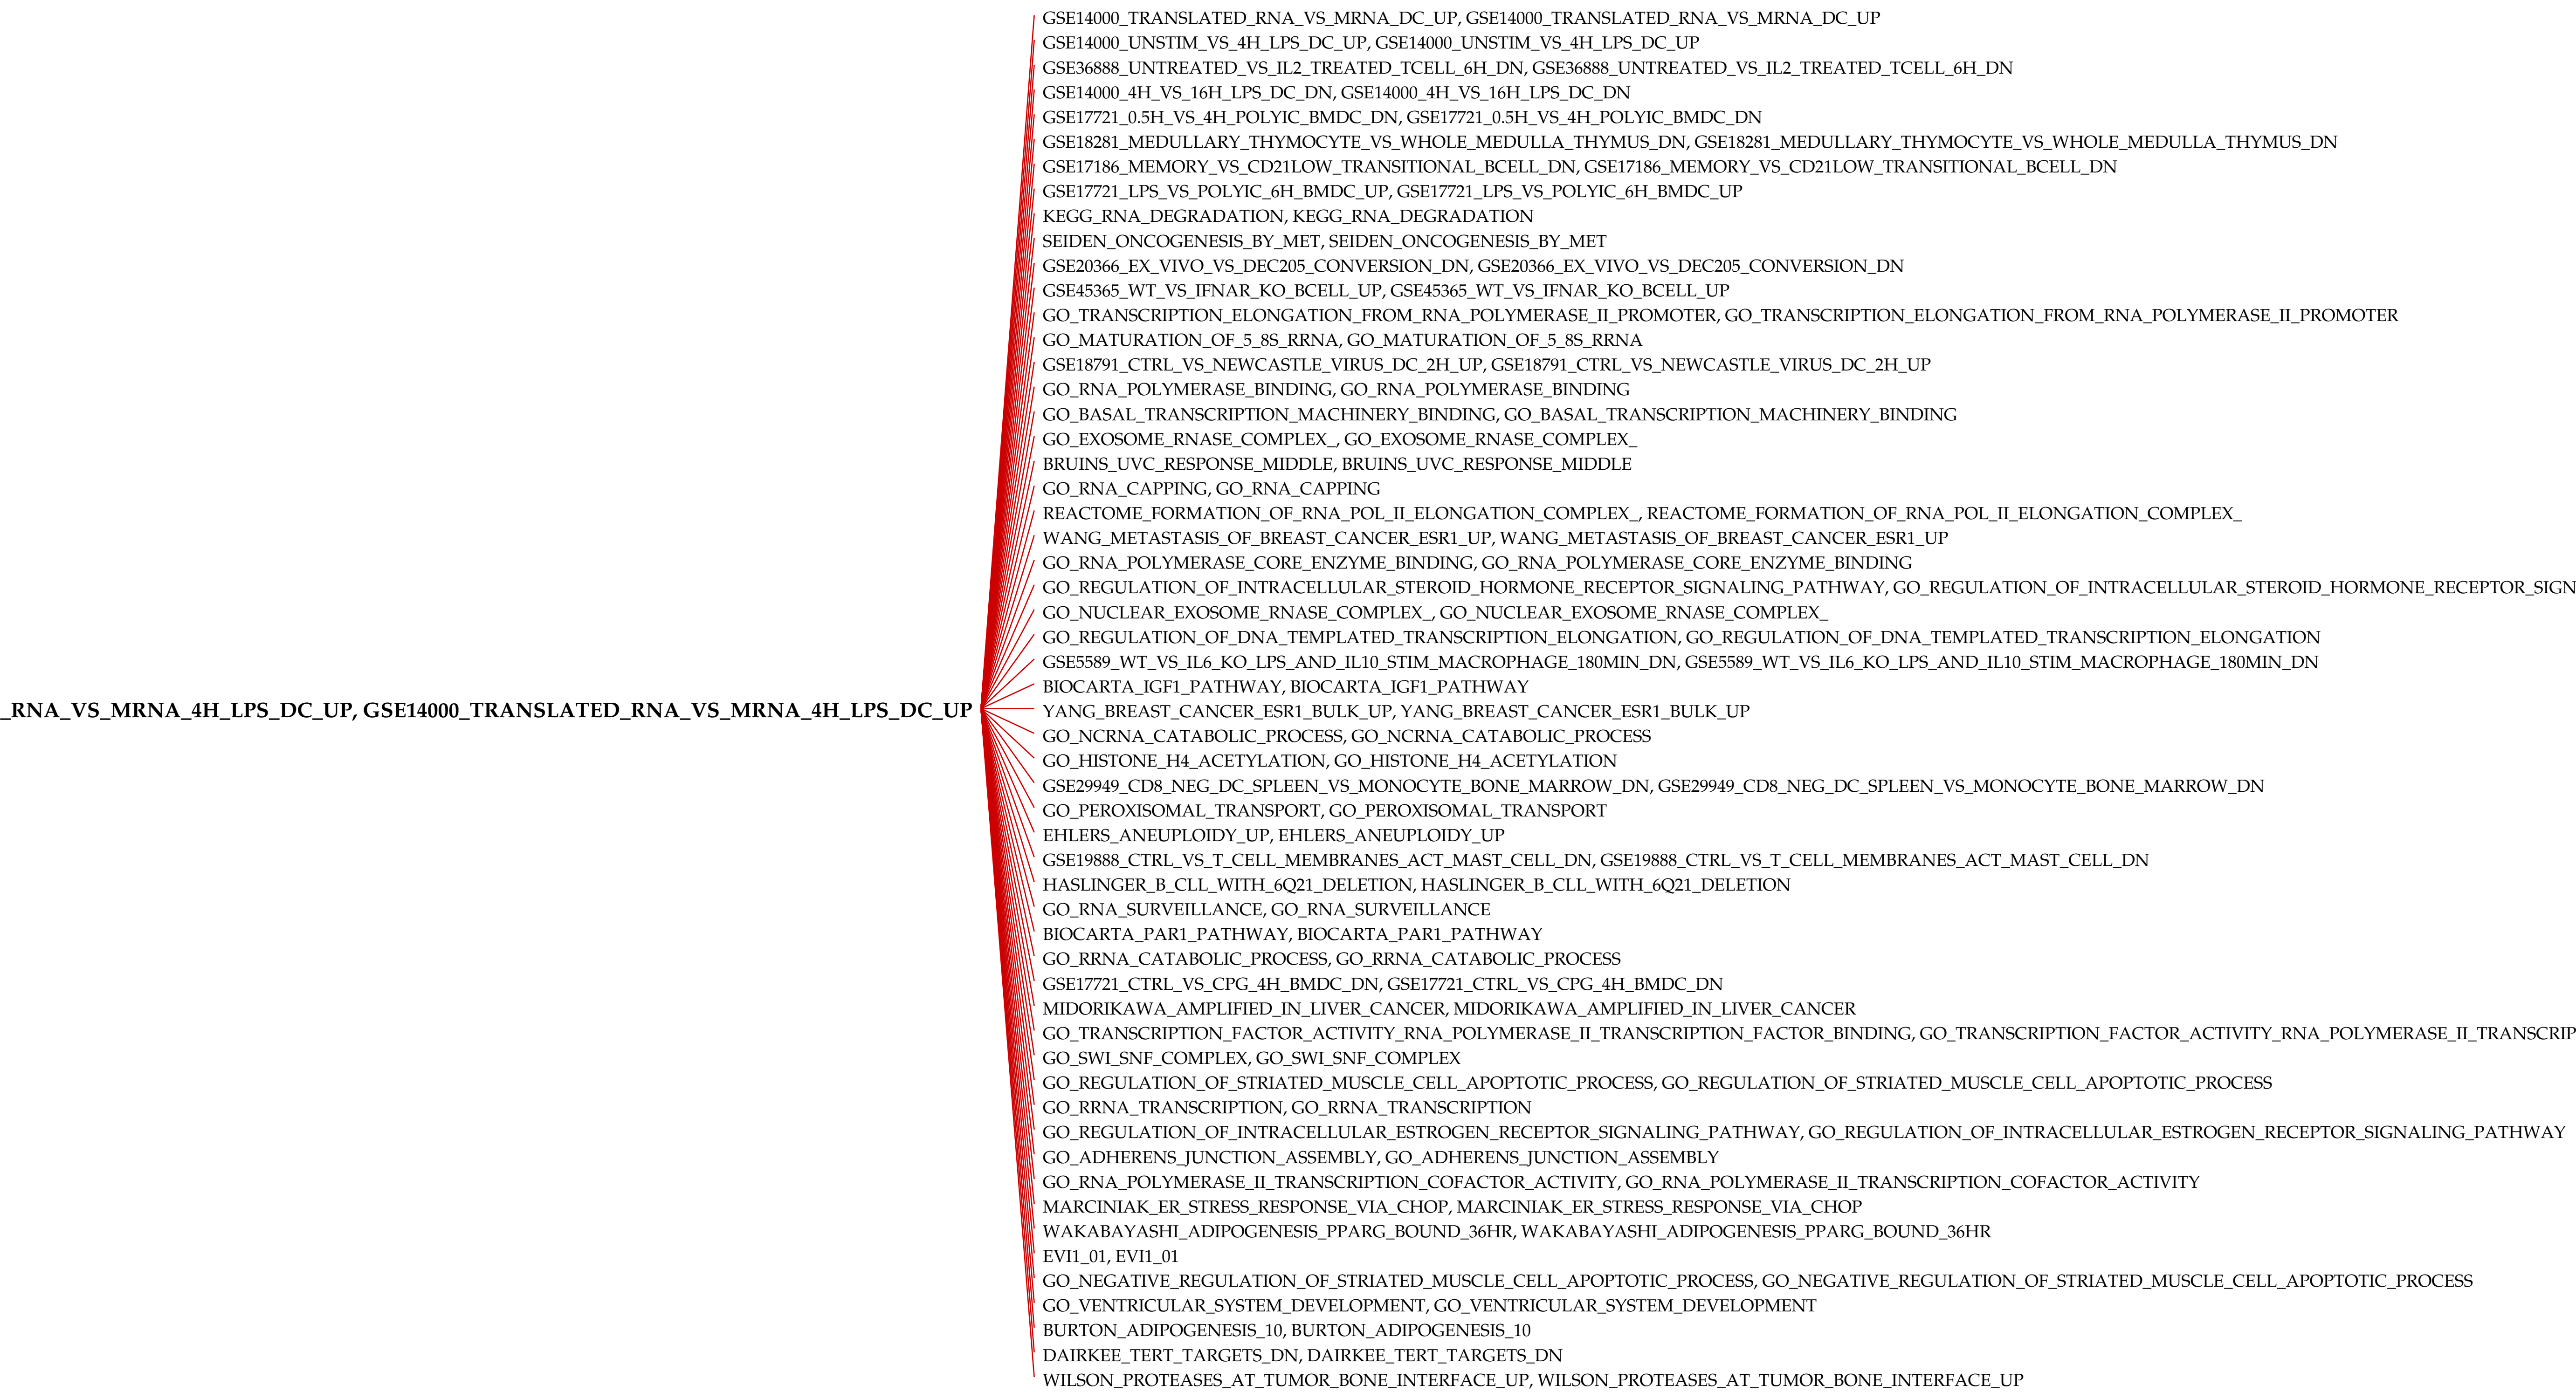 GSE14000_TRANSLATED_RNA_VS_MRNA_DC_UP, GSE14000_TRANSLATED_RNA_VS_MRNA_DC_UP
GSE14000_UNSTIM_VS_4H_LPS_DC_UP, GSE14000_UNSTIM_VS_4H_LPS_DC_UP
GSE36888_UNTREATED_VS_IL2_TREATED_TCELL_6H_DN, GSE36888_UNTREATED_VS_IL2_TREATED_TCELL_6H_DN
GSE14000_4H_VS_16H_LPS_DC_DN, GSE14000_4H_VS_16H_LPS_DC_DN
GSE17721_0.5H_VS_4H_POLYIC_BMDC_DN, GSE17721_0.5H_VS_4H_POLYIC_BMDC_DN
GSE18281_MEDULLARY_THYMOCYTE_VS_WHOLE_MEDULLA_THYMUS_DN, GSE18281_MEDULLARY_THYMOCYTE_VS_WHOLE_MEDULLA_THYMUS_DN
GSE17186_MEMORY_VS_CD21LOW_TRANSITIONAL_BCELL_DN, GSE17186_MEMORY_VS_CD21LOW_TRANSITIONAL_BCELL_DN
GSE17721_LPS_VS_POLYIC_6H_BMDC_UP, GSE17721_LPS_VS_POLYIC_6H_BMDC_UP
KEGG_RNA_DEGRADATION, KEGG_RNA_DEGRADATION
SEIDEN_ONCOGENESIS_BY_MET, SEIDEN_ONCOGENESIS_BY_MET
GSE20366_EX_VIVO_VS_DEC205_CONVERSION_DN, GSE20366_EX_VIVO_VS_DEC205_CONVERSION_DN
GSE45365_WT_VS_IFNAR_KO_BCELL_UP, GSE45365_WT_VS_IFNAR_KO_BCELL_UP
GO_TRANSCRIPTION_ELONGATION_FROM_RNA_POLYMERASE_II_PROMOTER, GO_TRANSCRIPTION_ELONGATION_FROM_RNA_POLYMERASE_II_PROMOTER
GO_MATURATION_OF_5_8S_RRNA, GO_MATURATION_OF_5_8S_RRNA
GSE18791_CTRL_VS_NEWCASTLE_VIRUS_DC_2H_UP, GSE18791_CTRL_VS_NEWCASTLE_VIRUS_DC_2H_UP
GO_RNA_POLYMERASE_BINDING, GO_RNA_POLYMERASE_BINDING
GO_BASAL_TRANSCRIPTION_MACHINERY_BINDING, GO_BASAL_TRANSCRIPTION_MACHINERY_BINDING
GO_EXOSOME_RNASE_COMPLEX_, GO_EXOSOME_RNASE_COMPLEX_
BRUINS_UVC_RESPONSE_MIDDLE, BRUINS_UVC_RESPONSE_MIDDLE
GO_RNA_CAPPING, GO_RNA_CAPPING
REACTOME_FORMATION_OF_RNA_POL_II_ELONGATION_COMPLEX_, REACTOME_FORMATION_OF_RNA_POL_II_ELONGATION_COMPLEX_
WANG_METASTASIS_OF_BREAST_CANCER_ESR1_UP, WANG_METASTASIS_OF_BREAST_CANCER_ESR1_UP
GO_RNA_POLYMERASE_CORE_ENZYME_BINDING, GO_RNA_POLYMERASE_CORE_ENZYME_BINDING
GO_REGULATION_OF_INTRACELLULAR_STEROID_HORMONE_RECEPTOR_SIGNALING_PATHWAY, GO_REGULATION_OF_INTRACELLULAR_STEROID_HORMONE_RECEPTOR_SIGN
GO_NUCLEAR_EXOSOME_RNASE_COMPLEX_, GO_NUCLEAR_EXOSOME_RNASE_COMPLEX_
GO_REGULATION_OF_DNA_TEMPLATED_TRANSCRIPTION_ELONGATION, GO_REGULATION_OF_DNA_TEMPLATED_TRANSCRIPTION_ELONGATION
GSE5589_WT_VS_IL6_KO_LPS_AND_IL10_STIM_MACROPHAGE_180MIN_DN, GSE5589_WT_VS_IL6_KO_LPS_AND_IL10_STIM_MACROPHAGE_180MIN_DN
BIOCARTA_IGF1_PATHWAY, BIOCARTA_IGF1_PATHWAY
_RNA_VS_MRNA_4H_LPS_DC_UP, GSE14000_TRANSLATED_RNA_VS_MRNA_4H_LPS_DC_UP
YANG_BREAST_CANCER_ESR1_BULK_UP, YANG_BREAST_CANCER_ESR1_BULK_UP
GO_NCRNA_CATABOLIC_PROCESS, GO_NCRNA_CATABOLIC_PROCESS
GO_HISTONE_H4_ACETYLATION, GO_HISTONE_H4_ACETYLATION
GSE29949_CD8_NEG_DC_SPLEEN_VS_MONOCYTE_BONE_MARROW_DN, GSE29949_CD8_NEG_DC_SPLEEN_VS_MONOCYTE_BONE_MARROW_DN
GO_PEROXISOMAL_TRANSPORT, GO_PEROXISOMAL_TRANSPORT
EHLERS_ANEUPLOIDY_UP, EHLERS_ANEUPLOIDY_UP
GSE19888_CTRL_VS_T_CELL_MEMBRANES_ACT_MAST_CELL_DN, GSE19888_CTRL_VS_T_CELL_MEMBRANES_ACT_MAST_CELL_DN
HASLINGER_B_CLL_WITH_6Q21_DELETION, HASLINGER_B_CLL_WITH_6Q21_DELETION
GO_RNA_SURVEILLANCE, GO_RNA_SURVEILLANCE
BIOCARTA_PAR1_PATHWAY, BIOCARTA_PAR1_PATHWAY
GO_RRNA_CATABOLIC_PROCESS, GO_RRNA_CATABOLIC_PROCESS
GSE17721_CTRL_VS_CPG_4H_BMDC_DN, GSE17721_CTRL_VS_CPG_4H_BMDC_DN
MIDORIKAWA_AMPLIFIED_IN_LIVER_CANCER, MIDORIKAWA_AMPLIFIED_IN_LIVER_CANCER
GO_TRANSCRIPTION_FACTOR_ACTIVITY_RNA_POLYMERASE_II_TRANSCRIPTION_FACTOR_BINDING, GO_TRANSCRIPTION_FACTOR_ACTIVITY_RNA_POLYMERASE_II_TRANSCRIP
GO_SWI_SNF_COMPLEX, GO_SWI_SNF_COMPLEX
GO_REGULATION_OF_STRIATED_MUSCLE_CELL_APOPTOTIC_PROCESS, GO_REGULATION_OF_STRIATED_MUSCLE_CELL_APOPTOTIC_PROCESS
GO_RRNA_TRANSCRIPTION, GO_RRNA_TRANSCRIPTION
GO_REGULATION_OF_INTRACELLULAR_ESTROGEN_RECEPTOR_SIGNALING_PATHWAY, GO_REGULATION_OF_INTRACELLULAR_ESTROGEN_RECEPTOR_SIGNALING_PATHWAY
GO_ADHERENS_JUNCTION_ASSEMBLY, GO_ADHERENS_JUNCTION_ASSEMBLY
GO_RNA_POLYMERASE_II_TRANSCRIPTION_COFACTOR_ACTIVITY, GO_RNA_POLYMERASE_II_TRANSCRIPTION_COFACTOR_ACTIVITY
MARCINIAK_ER_STRESS_RESPONSE_VIA_CHOP, MARCINIAK_ER_STRESS_RESPONSE_VIA_CHOP
WAKABAYASHI_ADIPOGENESIS_PPARG_BOUND_36HR, WAKABAYASHI_ADIPOGENESIS_PPARG_BOUND_36HR
EVI1_01, EVI1_01
GO_NEGATIVE_REGULATION_OF_STRIATED_MUSCLE_CELL_APOPTOTIC_PROCESS, GO_NEGATIVE_REGULATION_OF_STRIATED_MUSCLE_CELL_APOPTOTIC_PROCESS
GO_VENTRICULAR_SYSTEM_DEVELOPMENT, GO_VENTRICULAR_SYSTEM_DEVELOPMENT
BURTON_ADIPOGENESIS_10, BURTON_ADIPOGENESIS_10
DAIRKEE_TERT_TARGETS_DN, DAIRKEE_TERT_TARGETS_DN
WILSON_PROTEASES_AT_TUMOR_BONE_INTERFACE_UP, WILSON_PROTEASES_AT_TUMOR_BONE_INTERFACE_UP